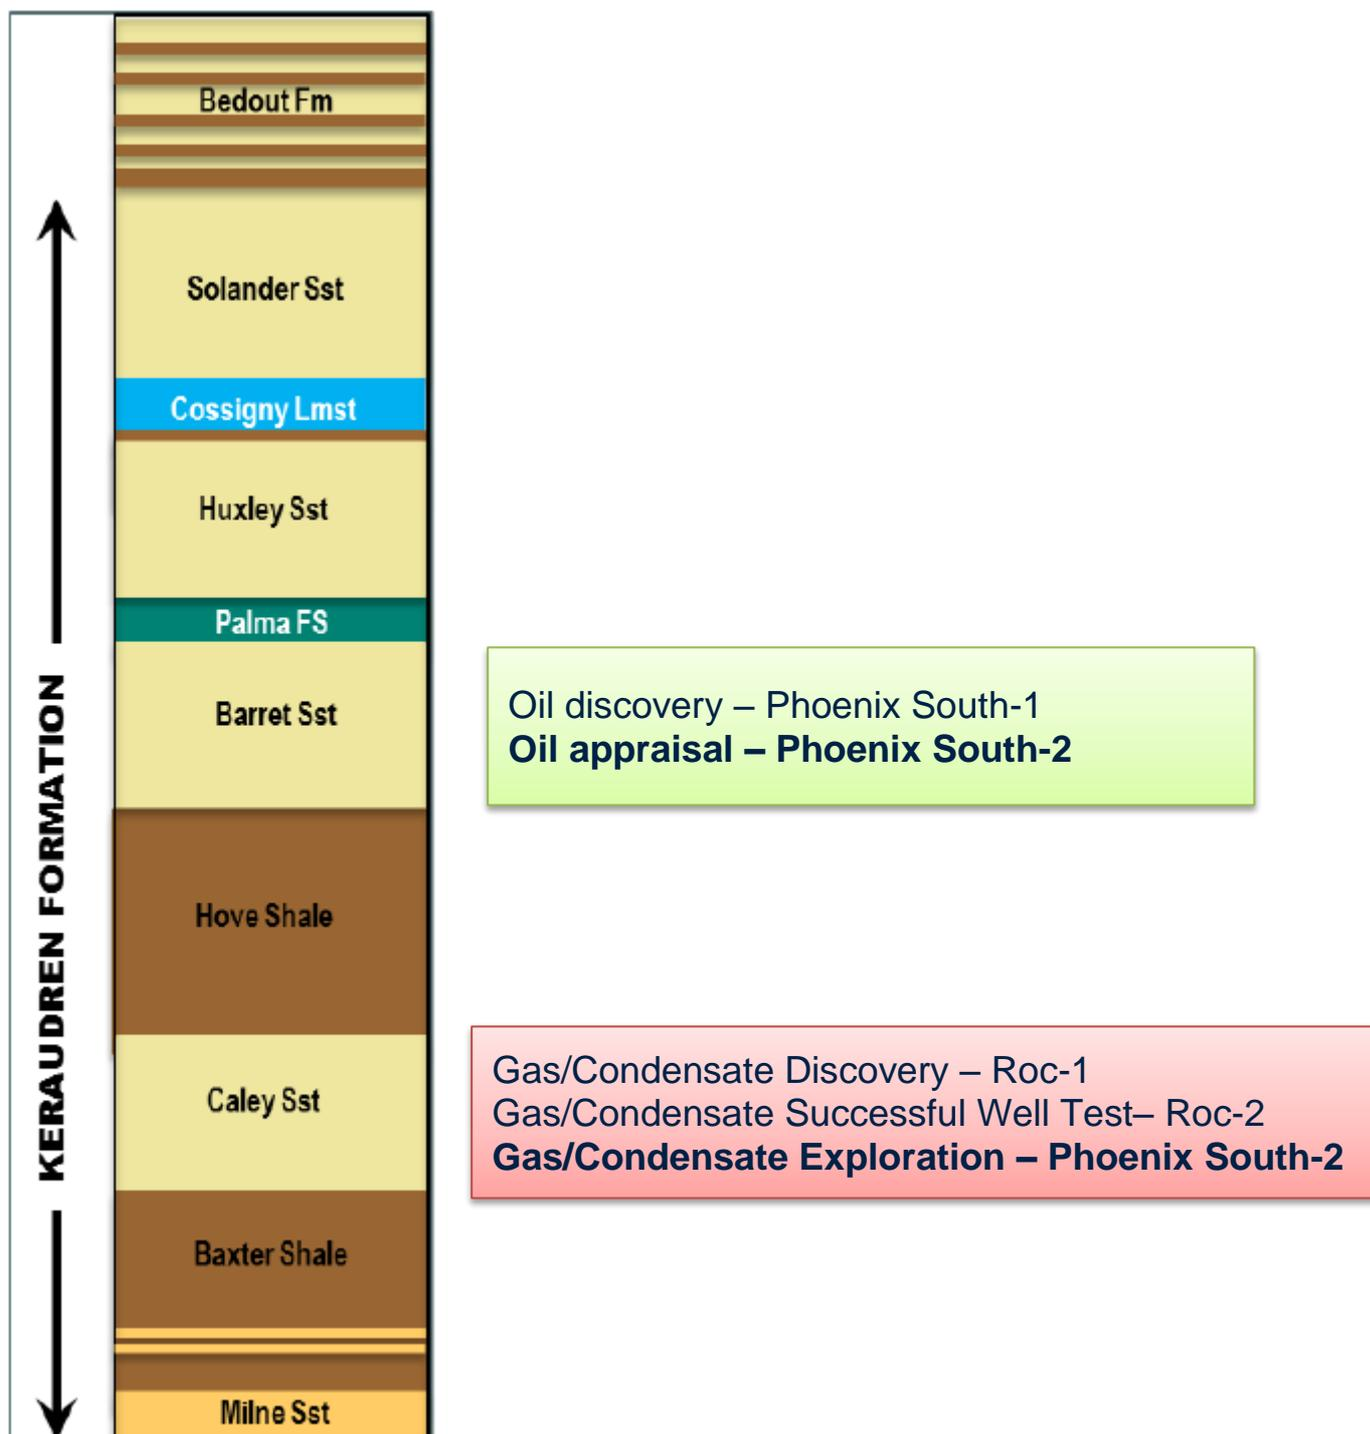 Bedout Fm
Solander Sst
Cossigny Lmst
Huxley Sst
Palma FS
Barret Sst
Hove Shale
Caley Sst
Baxter Shale
Milne Sst
KERAUDREN FORMATION
Oil discovery – Phoenix South-1
Oil appraisal – Phoenix South-2
Gas/Condensate Discovery – Roc-1
Gas/Condensate Successful Well Test– Roc-2
Gas/Condensate Exploration – Phoenix South-2